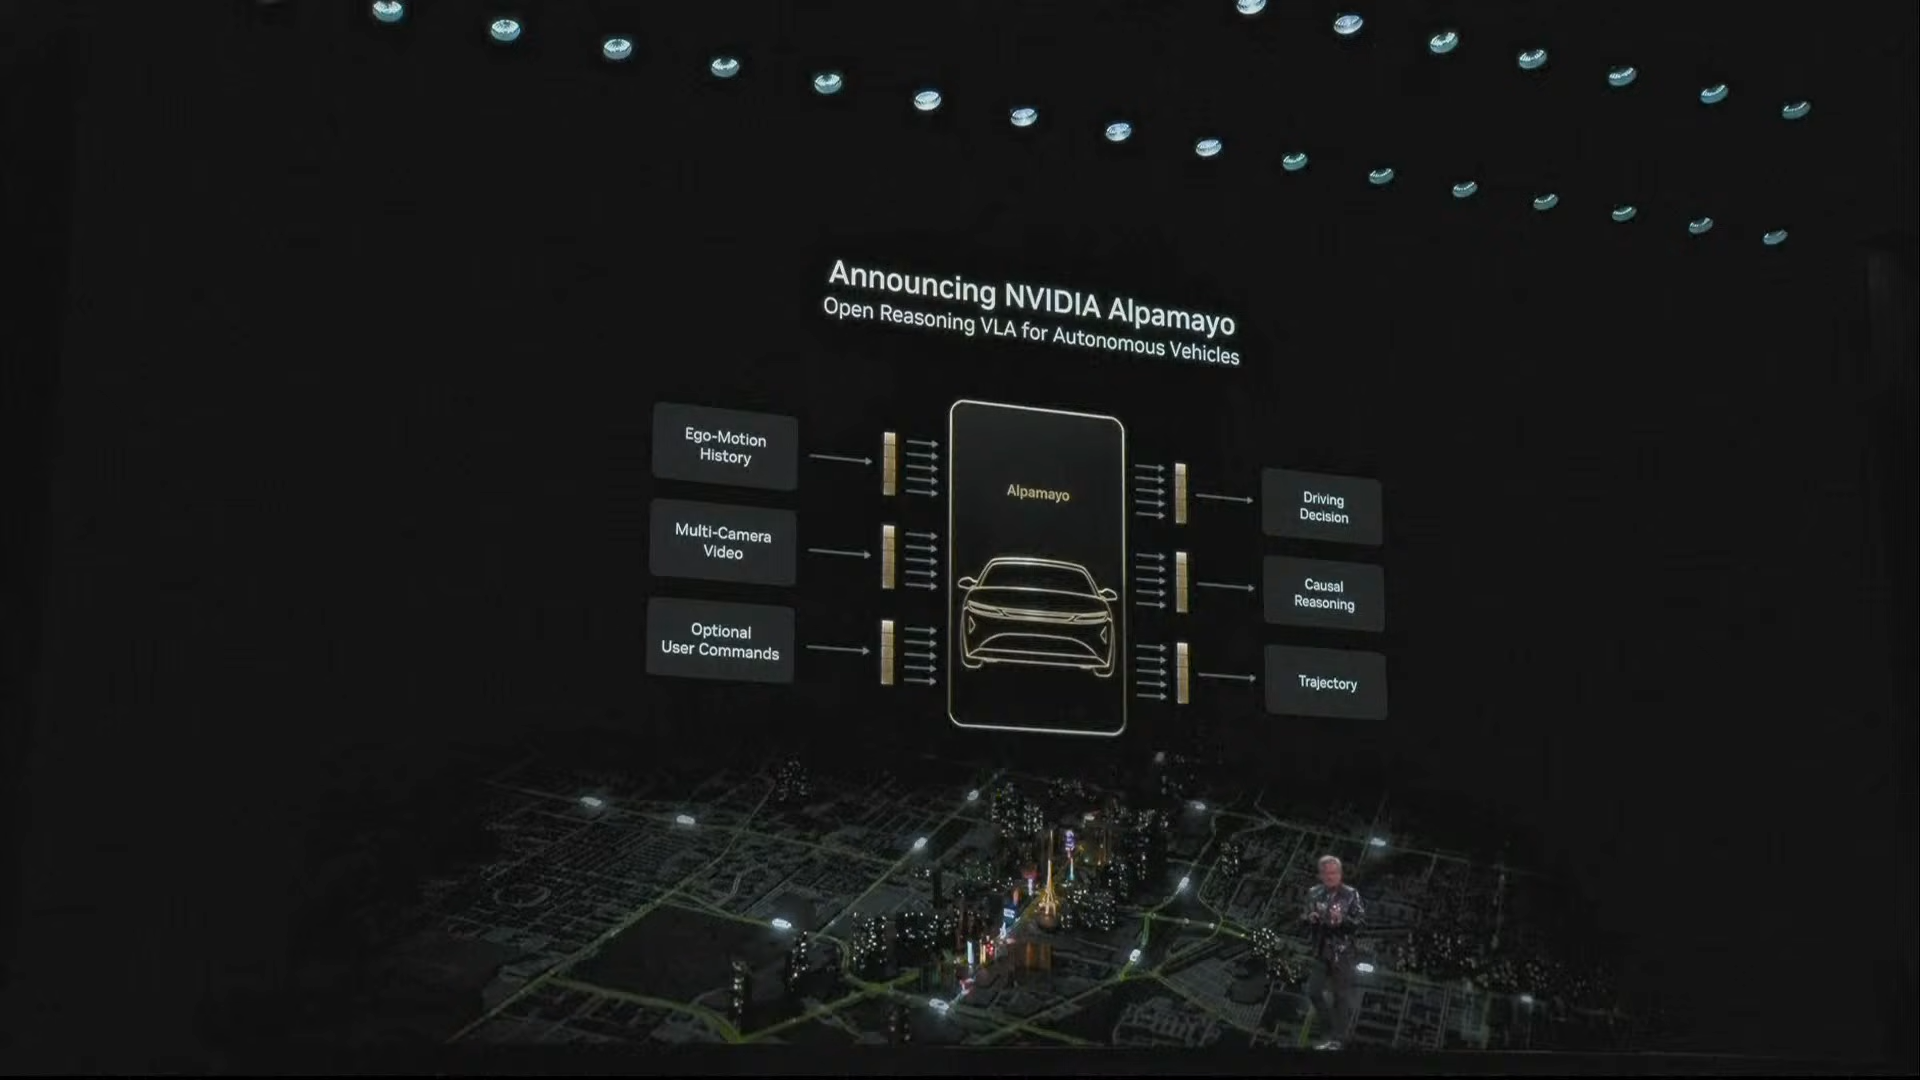 Announcing NVIDIA Alpamayo
Open Reasoning VLA for Autonomous Vehicles
Ego-Motion
History
Multi-Camera
Video
Optional
User Commands
Alpamayo
Driving
Decision
Causal
Reasoning
Trajectory